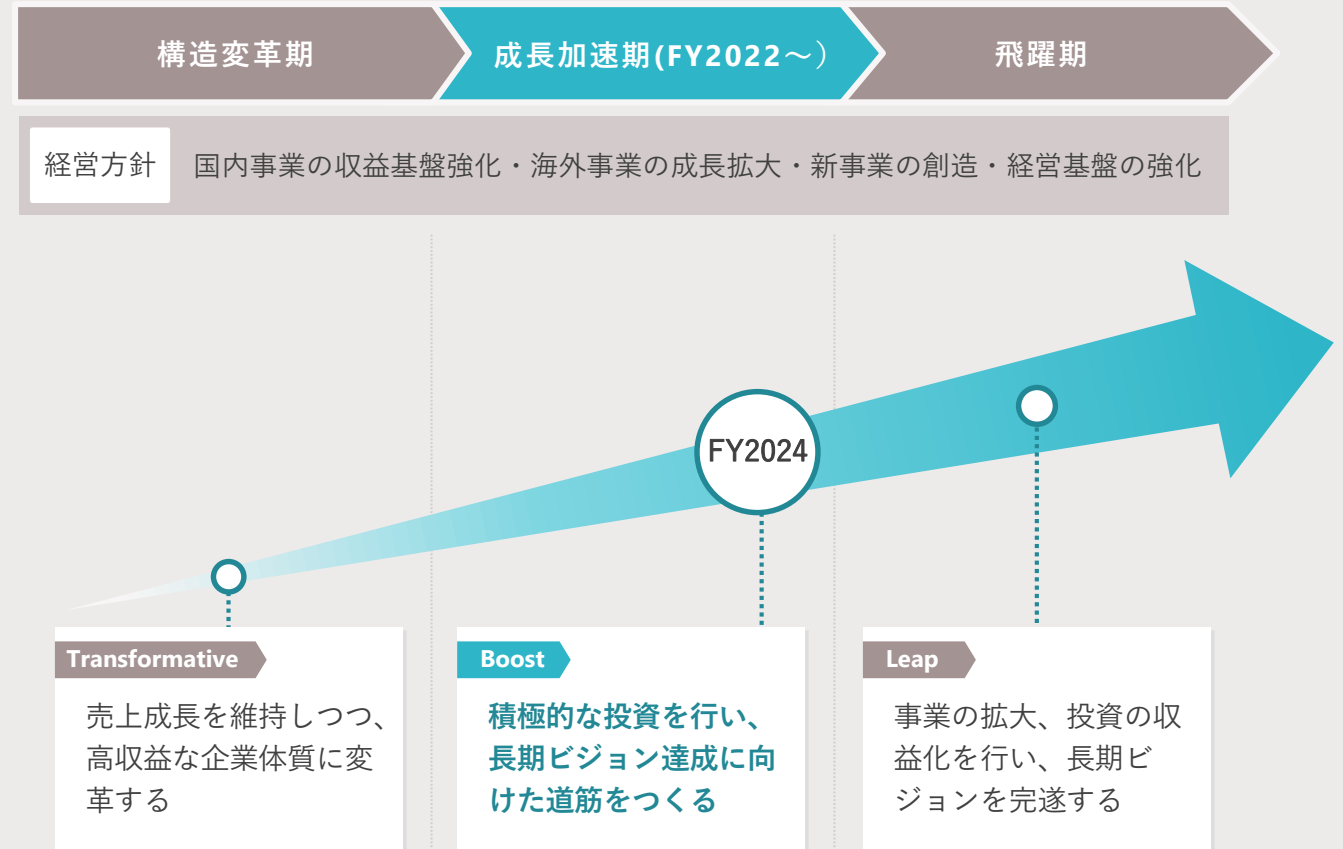 構造変革期
成長加速期(FY2022～）
飛躍期
経営方針
国内事業の収益基盤強化・海外事業の成長拡大・新事業の創造・経営基盤の強化
FY2024
Transformative
売上成長を維持しつつ、
高収益な企業体質に変
革する
Boost
積極的な投資を行い、
長期ビジョン達成に向
けた道筋をつくる
Leap
事業の拡大、投資の収
益化を行い、長期ビ
ジョンを完遂する